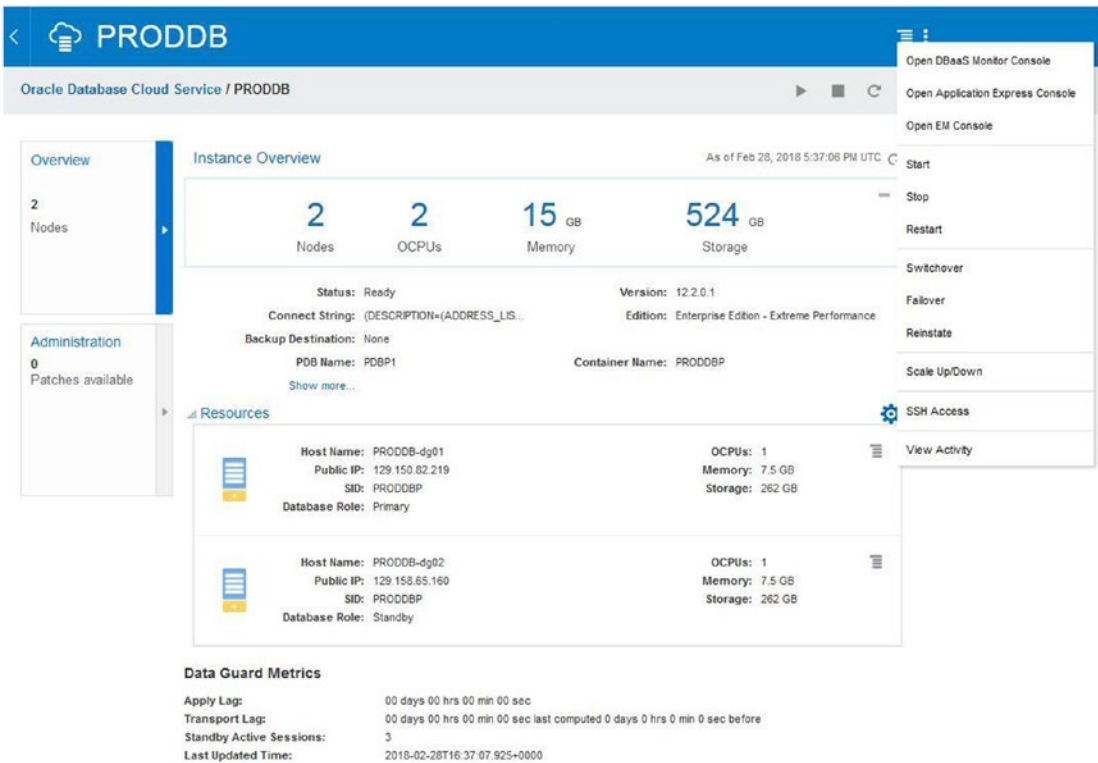 PRODDB
Oracle Database Cloud Service / PRODDB
Open DBaaS Monitor Console
Open Application Express Console
Open EM Console
Start
Stop
Restart
Switchover
Failover
Reinstate
Scale Up/Down
SSH Access
View Activity
Overview
2
Nodes
Administration
0
Patches available
Instance Overview
As of Feb 28, 2018 5:37:06 PM UTC
2 2 15 GB 524 GB
Nodes OCPUs Memory Storage
Status: Ready Version: 12.2.0.1
Connect String: (DESCRIPTION=(ADDRESS_LIS... Edition: Enterprise Edition - Extreme Performance
Backup Destination: None
PDB Name: PDBP1 Container Name: PRODDBP
Show more...
Resources
Host Name: PRODDB-dg01 OCPUs: 1
Public IP: 129.150.82.219 Memory: 7.5 GB
SID: PRODDBP Storage: 262 GB
Database Role: Primary
Host Name: PRODDB-dg02 OCPUs: 1
Public IP: 129.158.65.160 Memory: 7.5 GB
SID: PRODDBP Storage: 262 GB
Database Role: Standby
Data Guard Metrics
Apply Lag: 00 days 00 hrs 00 min 00 sec
Transport Lag: 00 days 00 hrs 00 min 00 sec last computed 0 days 0 hrs 0 min 0 sec before
Standby Active Sessions: 3
Last Updated Time: 2018-02-28T16:37:07.925+0000